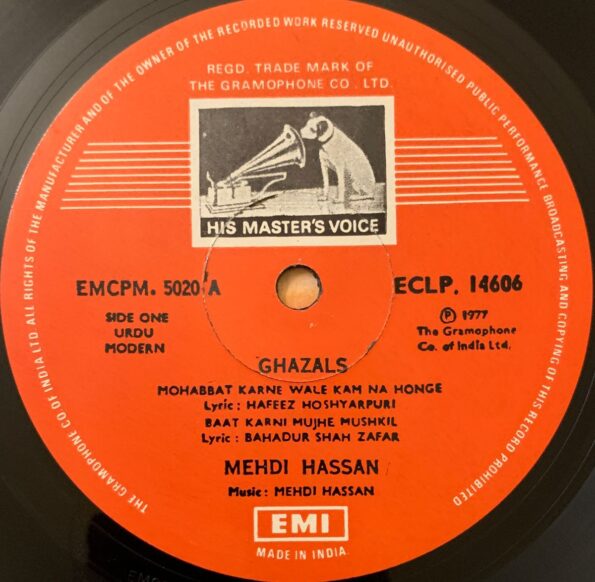 THE GRAMOPHONE CO OF INDIA LTD. ALL RIGHTS OF THE MANUFACTURER AND OF THE OWNER OF THE RECORDED WORK RESERVED UNAUTHORISED PUBLIC PERFORMANCE BROADCASTING AND COPYING OF THIS RECORD PROHIBITED
REGD. TRADE MARK OF
THE GRAMOPHONE CO. LTD.
HIS MASTER'S VOICE
EMCPM. 5020-A
ECLP. 14606
SIDE ONE
URDU
MODERN
Ⓟ 1977
The Gramophone
Co. of India Ltd.
GHAZALS
MOHABBAT KARNE WALE KAM NA HONGE
Lyric : HAFEEZ HOSHYARPURI
BAAT KARNI MUJHE MUSHKIL
Lyric : BAHADUR SHAH ZAFAR
MEHDI HASSAN
Music : MEHDI HASSAN
EMI
MADE IN INDIA.